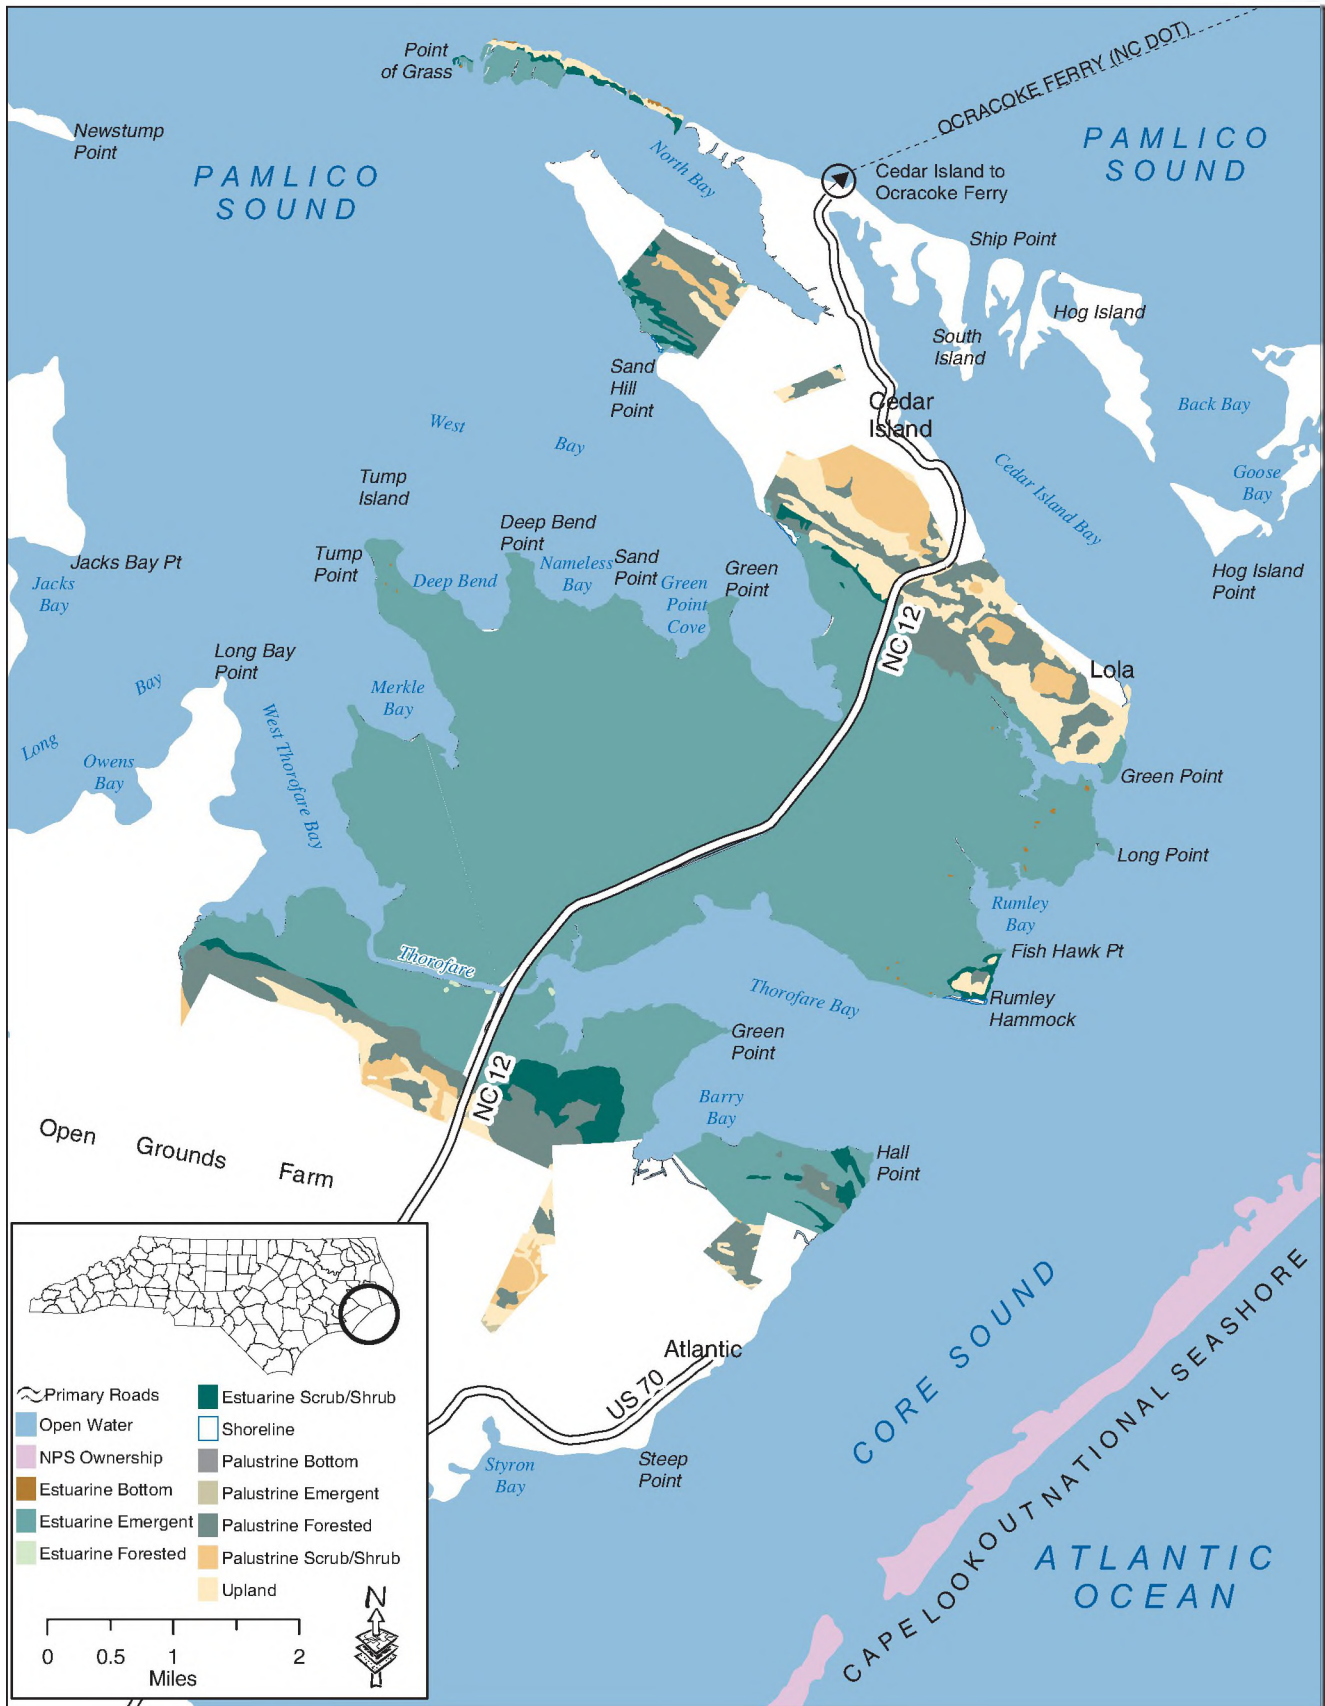 OCRACOKE FERRY (NC DOT)
Point
of Grass
Newstump
Point
PAMLICO
SOUND
North Bay
PAMLICO
SOUND
Cedar Island to
Ocracoke Ferry
Ship Point
Hog Island
South
Island
Sand
Hill
Point
Cedar
Island
Back Bay
West
Bay
Goose
Bay
Cedar Island Bay
Tump
Island
Deep Bend
Point
Tump
Point
Deep Bend
Nameless
Bay
Sand
Point
Green
Point
Cove
Green
Point
Jacks Bay Pt
Jacks
Bay
Hog Island
Point
NC 12
Long Bay
Point
Lola
Bay
Long
Merkle
Bay
West Thorofare Bay
Owens
Bay
Green Point
Long Point
Rumley
Bay
Fish Hawk Pt
Thorofare
Thorofare Bay
Rumley
Hammock
Green
Point
NC 12
Barry
Bay
Open Grounds Farm
Hall
Point
Atlantic
US 70
CORE SOUND
CAPE LOOKOUT NATIONAL SEASHORE
Steep
Point
Styron
Bay
ATLANTIC
OCEAN
Primary Roads
Open Water
NPS Ownership
Estuarine Bottom
Estuarine Emergent
Estuarine Forested
Estuarine Scrub/Shrub
Shoreline
Palustrine Bottom
Palustrine Emergent
Palustrine Forested
Palustrine Scrub/Shrub
Upland
N
0 0.5 1 2
Miles